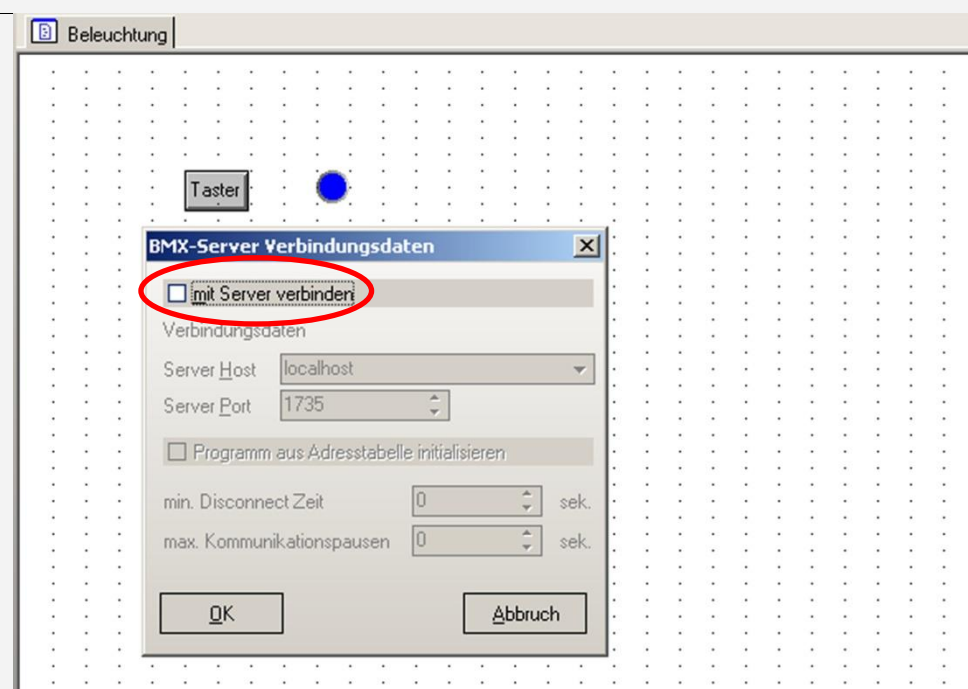 Beleuchtung
Taster
BMX-Server Verbindungsdaten
mit Server verbinden
Verbindungsdaten
Server Host localhost
Server Port 1735
Programm aus Adresstabelle initialisieren
min. Disconnect Zeit 0 sek.
max. Kommunikationspausen 0 sek.
OK Abbruch